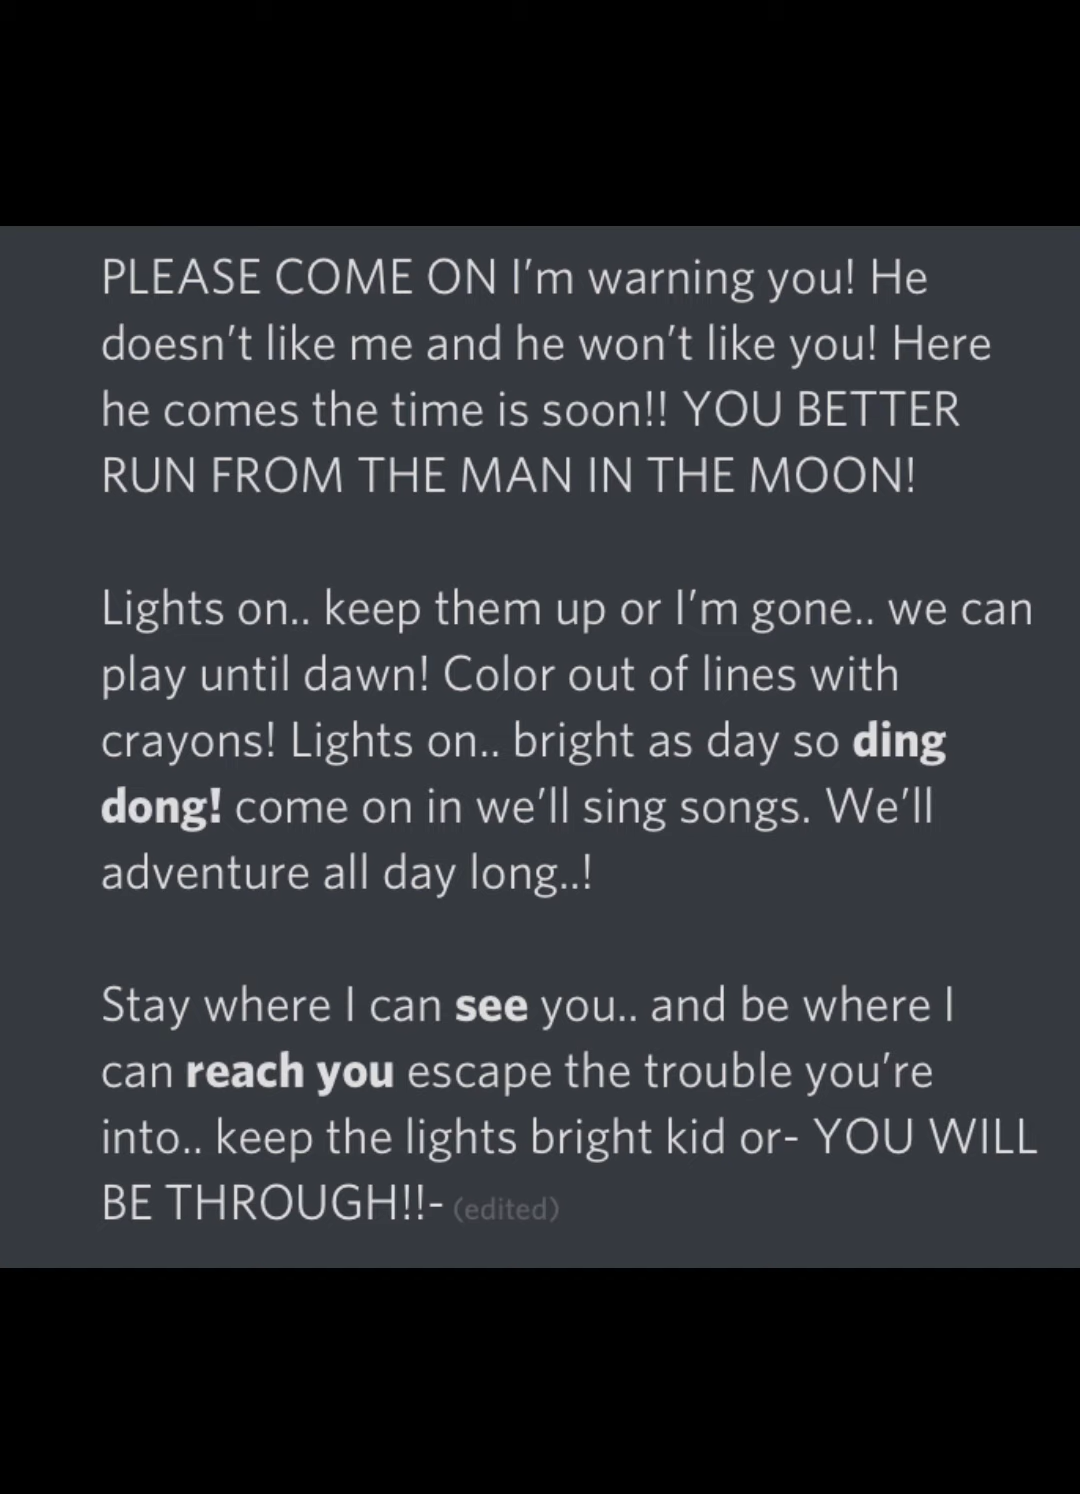 PLEASE COME ON I'm warning you! He
doesn't like me and he won't like you! Here
he comes the time is soon!! YOU BETTER
RUN FROM THE MAN IN THE MOON!
Lights on.. keep them up or I'm gone.. we can
play until dawn! Color out of lines with
crayons! Lights on.. bright as day so ding
dong! come on in we'll sing songs. We'll
adventure all day long..!
Stay where I can see you.. and be where I
can reach you escape the trouble you're
into.. keep the lights bright kid or- YOU WILL
BE THROUGH!!- (edited)